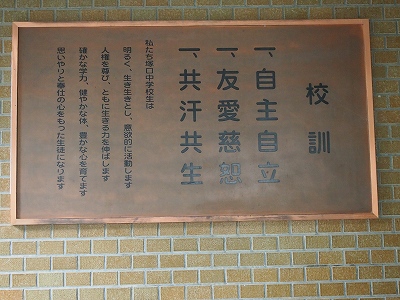 校訓
一、自主自立
一、友愛慈愛
一、共汗共生
私たち塚口中学校生は
明るく、生き生きとし、意欲的に活動します
人権を尊び、ともに生きる力を伸ばします
確かな学力、健やかな体、豊かな心を育てます
思いやりと奉仕の心をもった生徒になります